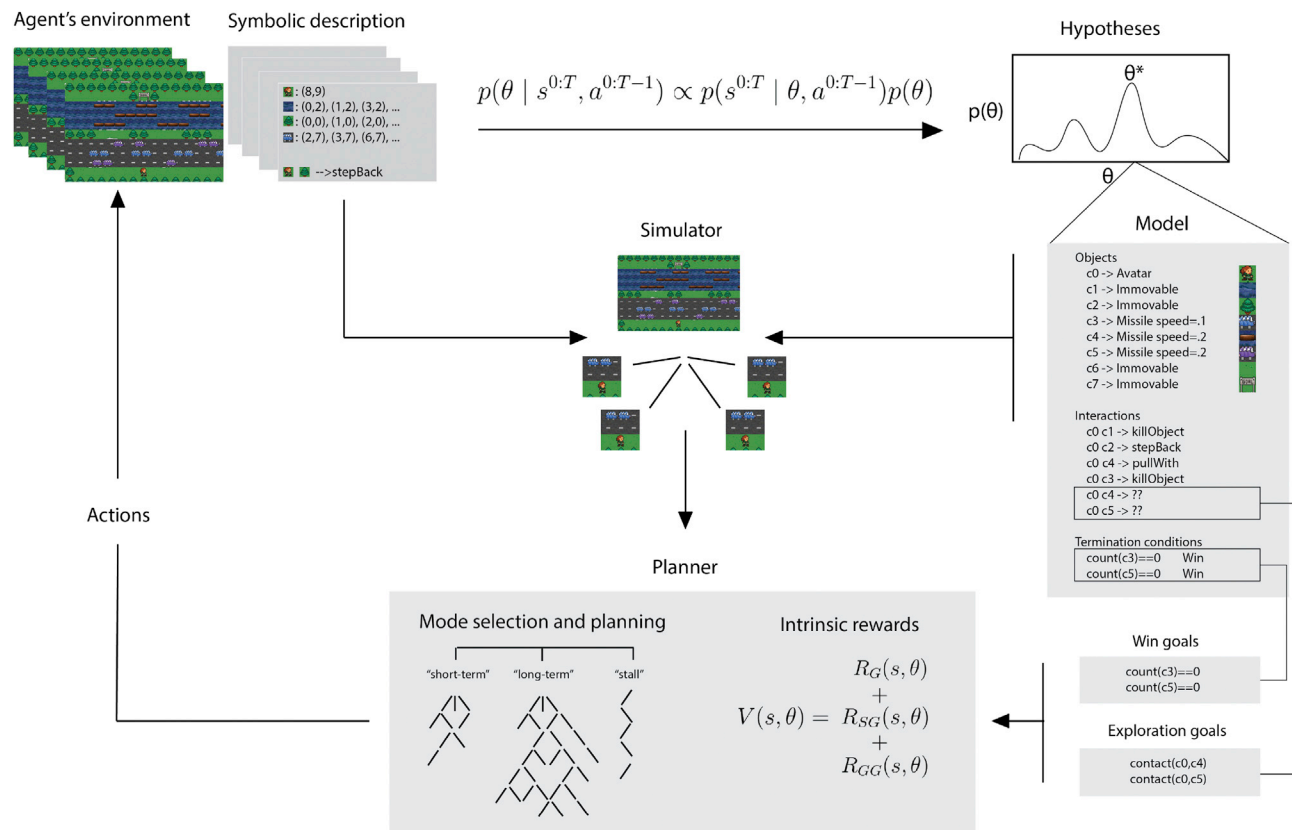 Agent's environment
Symbolic description
Hypotheses
: (8,9)
: (0,2), (1,2), (3,2), ...
: (0,0), (1,0), (2,0), ...
: (2,7), (3,7), (6,7), ...
-->stepBack
p(θ | s^{0:T}, a^{0:T-1}) ∝ p(s^{0:T} | θ, a^{0:T-1})p(θ)
p(θ)
θ*
θ
Model
Objects
c0 -> Avatar
c1 -> Immovable
c2 -> Immovable
c3 -> Missile speed=.1
c4 -> Missile speed=.2
c5 -> Missile speed=.2
c6 -> Immovable
c7 -> Immovable
Interactions
c0 c1 -> killObject
c0 c2 -> stepBack
c0 c4 -> pullWith
c0 c3 -> killObject
c0 c4 -> ??
c0 c5 -> ??
Termination conditions
count(c3)==0 Win
count(c5)==0 Win
Simulator
Actions
Planner
Mode selection and planning
"short-term" "long-term" "stall"
Intrinsic rewards
R_G(s, θ)
+
V(s, θ) = R_{SG}(s, θ)
+
R_{GG}(s, θ)
Win goals
count(c3)==0
count(c5)==0
Exploration goals
contact(c0,c4)
contact(c0,c5)